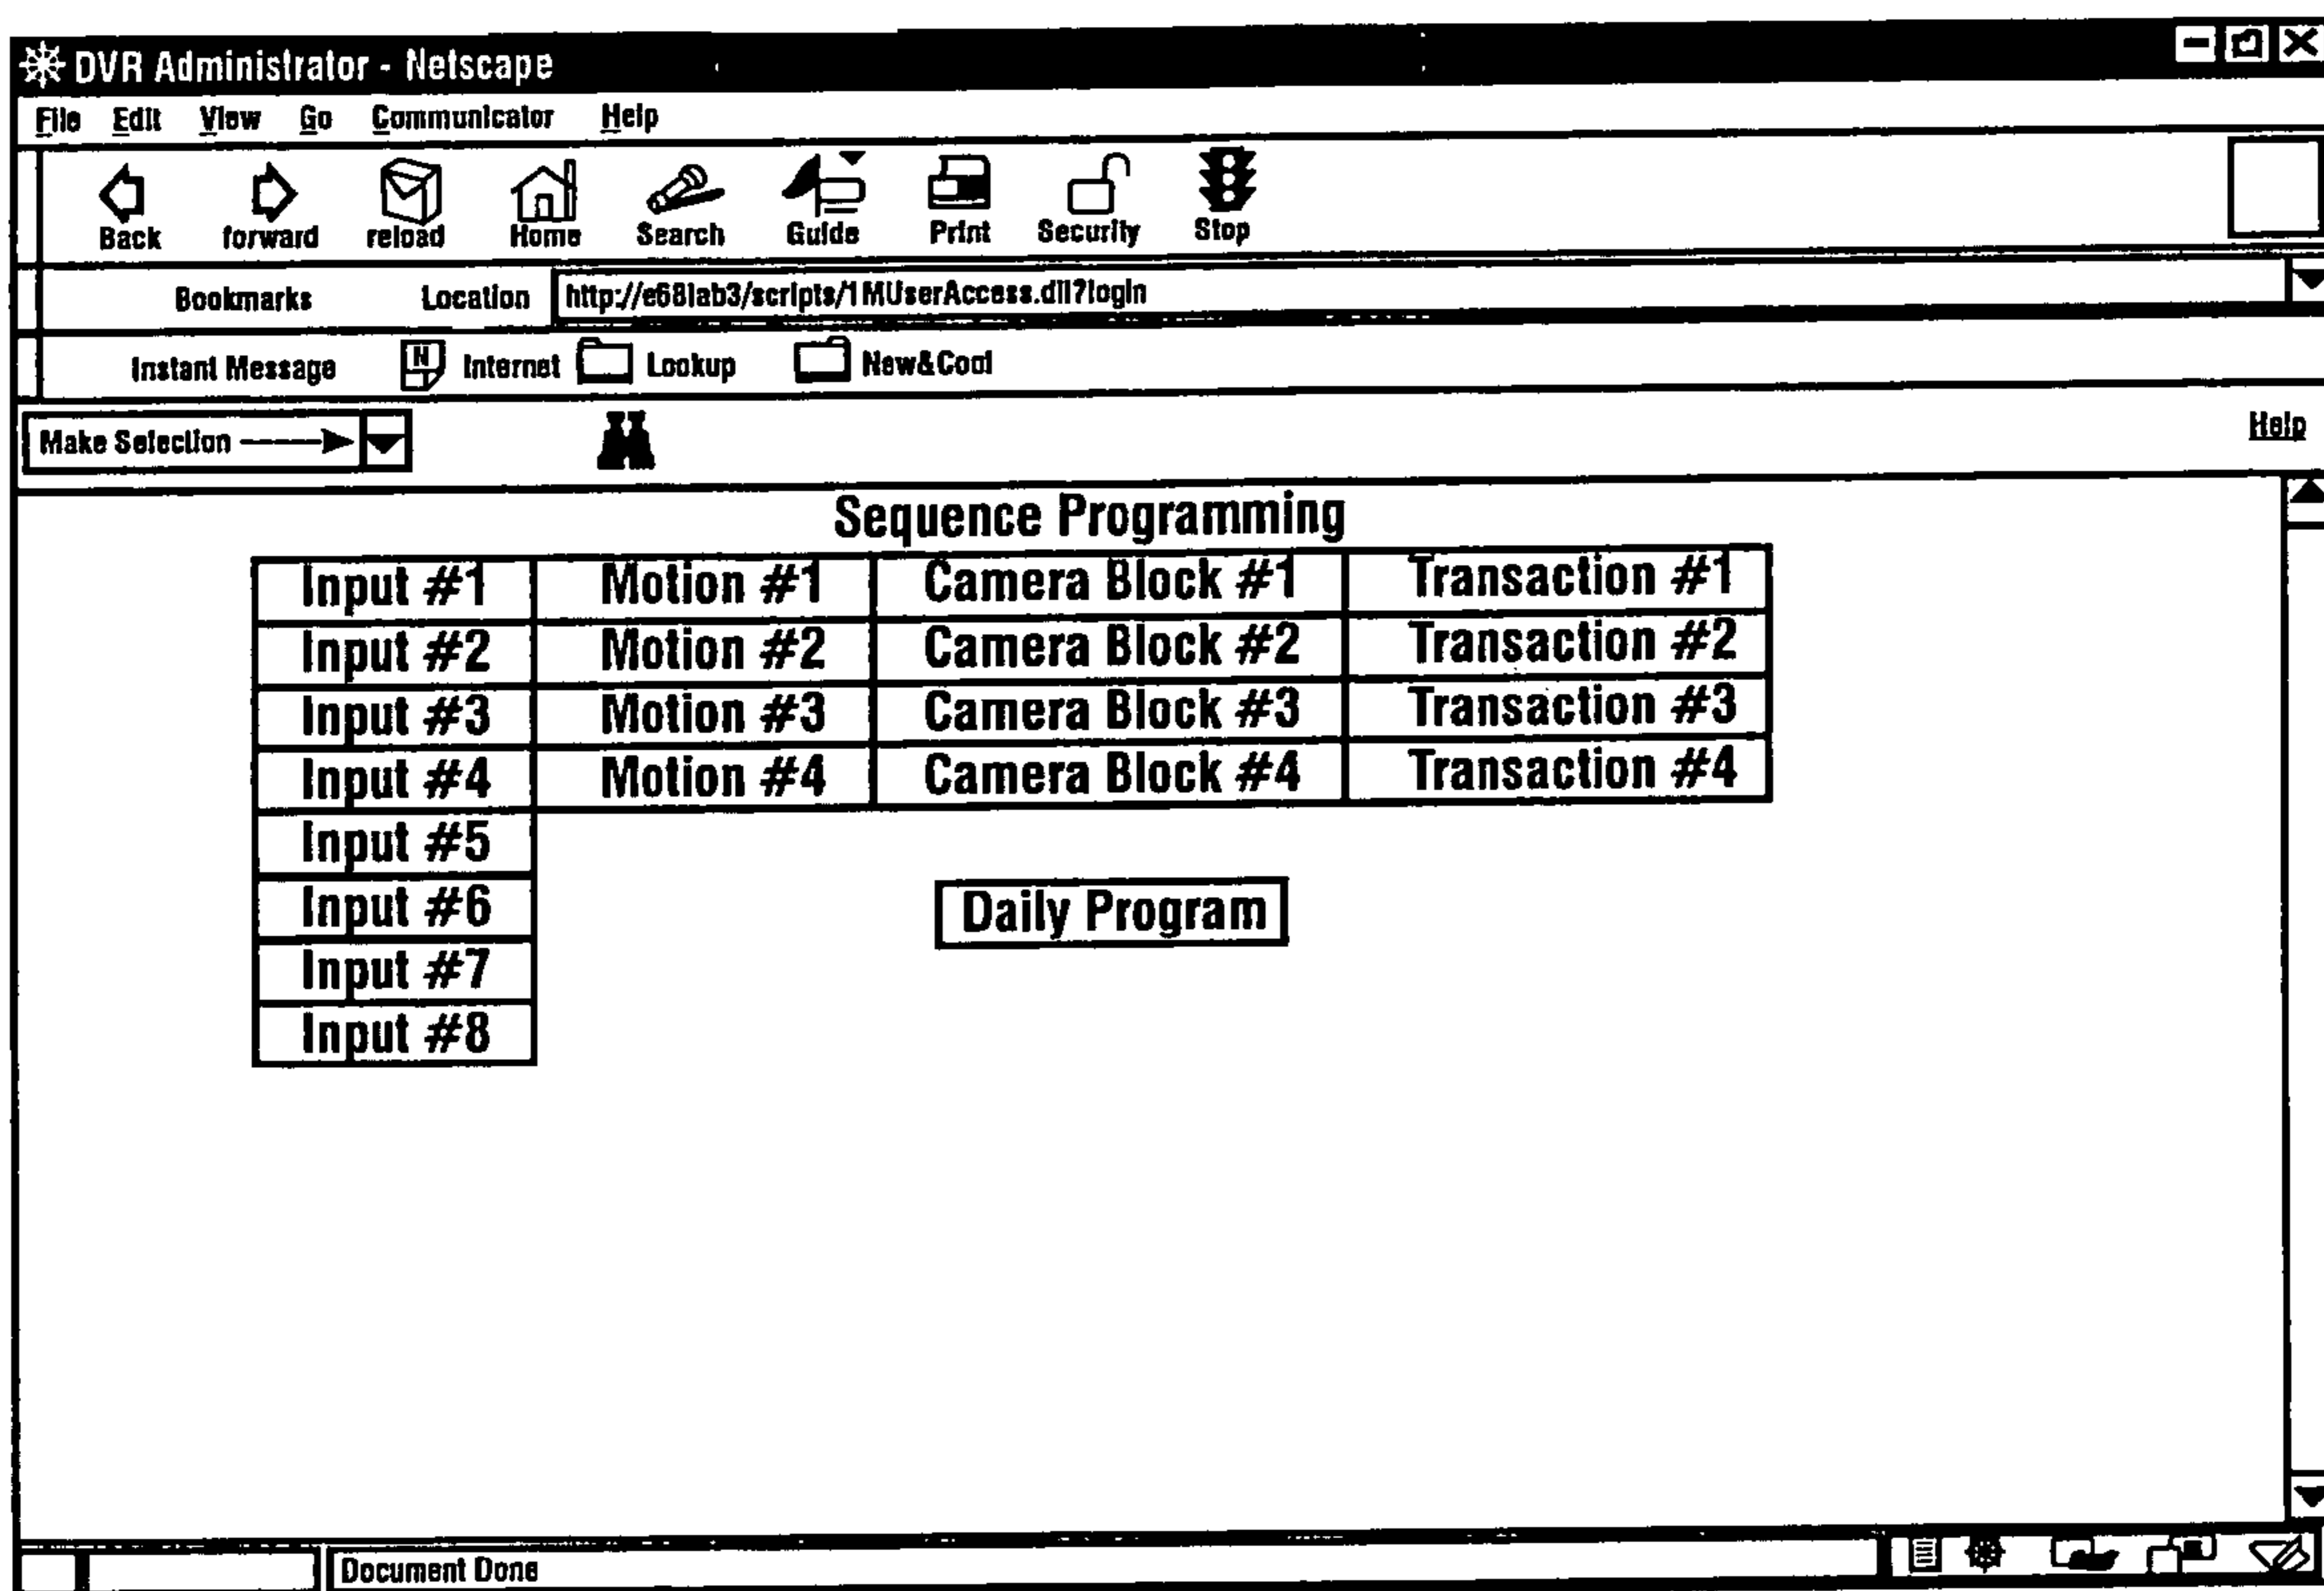 DVR Administrator - Netscape
File Edit View Go Communicator Help
Back forward reload Home Search Guide Print Security Stop
Bookmarks Location http://e68lab3/scripts/1MUserAccess.dll?login
Instant Message N Internet Lookup New&Cool
Make Selection Help
Sequence Programming
Input #1 Motion #1 Camera Block #1 Transaction #1
Input #2 Motion #2 Camera Block #2 Transaction #2
Input #3 Motion #3 Camera Block #3 Transaction #3
Input #4 Motion #4 Camera Block #4 Transaction #4
Input #5
Input #6 Daily Program
Input #7
Input #8
Document Done